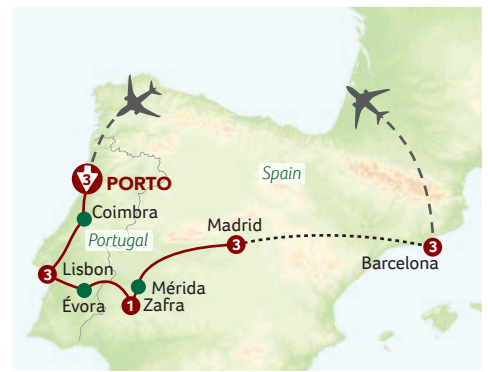 Spain
3
PORTO
Coimbra
Portugal
Madrid
3
3
Barcelona
3
Lisbon
Mérida
Évora
1
Zafra